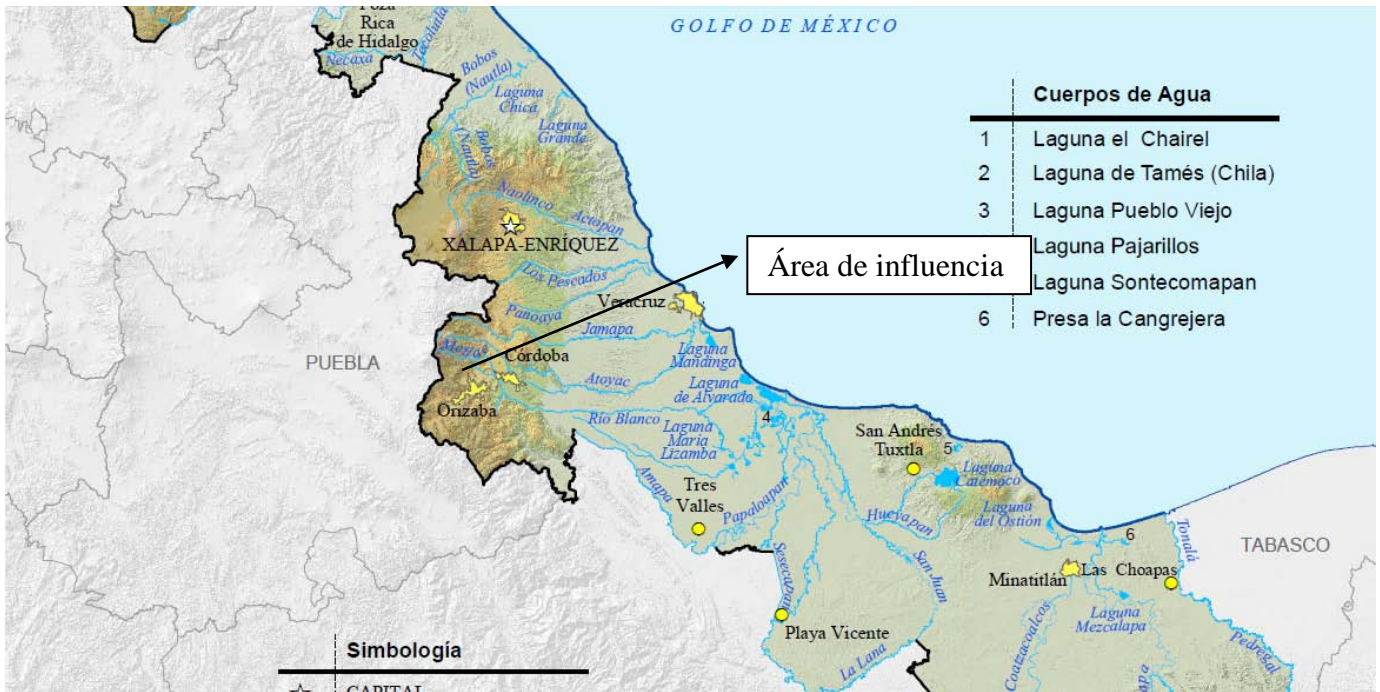 Poza
Rica
de Hidalgo
Necaxa
Tecolutla
GOLFO DE MÉXICO
Bobos
(Nautla)
Laguna
Chica
Laguna
Grande
Bobos
(Nautla)
Naolinco
Actopan
XALAPA-ENRÍQUEZ
Los Pescados
Panoaya
Veracruz
Área de influencia
Cuerpos de Agua
1 Laguna el Chairel
2 Laguna de Tamés (Chila)
3 Laguna Pueblo Viejo
Laguna Pajarillos
Laguna Sontecomapan
6 Presa la Cangrejera
PUEBLA
Jamapa
Córdoba
Orizaba
Atoyac
Laguna
Mandinga
Laguna
de Alvarado
4
Río Blanco
Laguna
María
Lizamba
Amapa
Tres
Valles
Papaloapan
San Andrés
Tuxtla
5
Laguna
Catemaco
Laguna
del Ostión
Hueyapan
San Juan
6
Tonalá
TABASCO
Minatitlán
Las Choapas
Playa Vicente
La Lana
Coatzacoalcos
Laguna
Mezcalapa
Pedregal
Simbología
CAPITAL